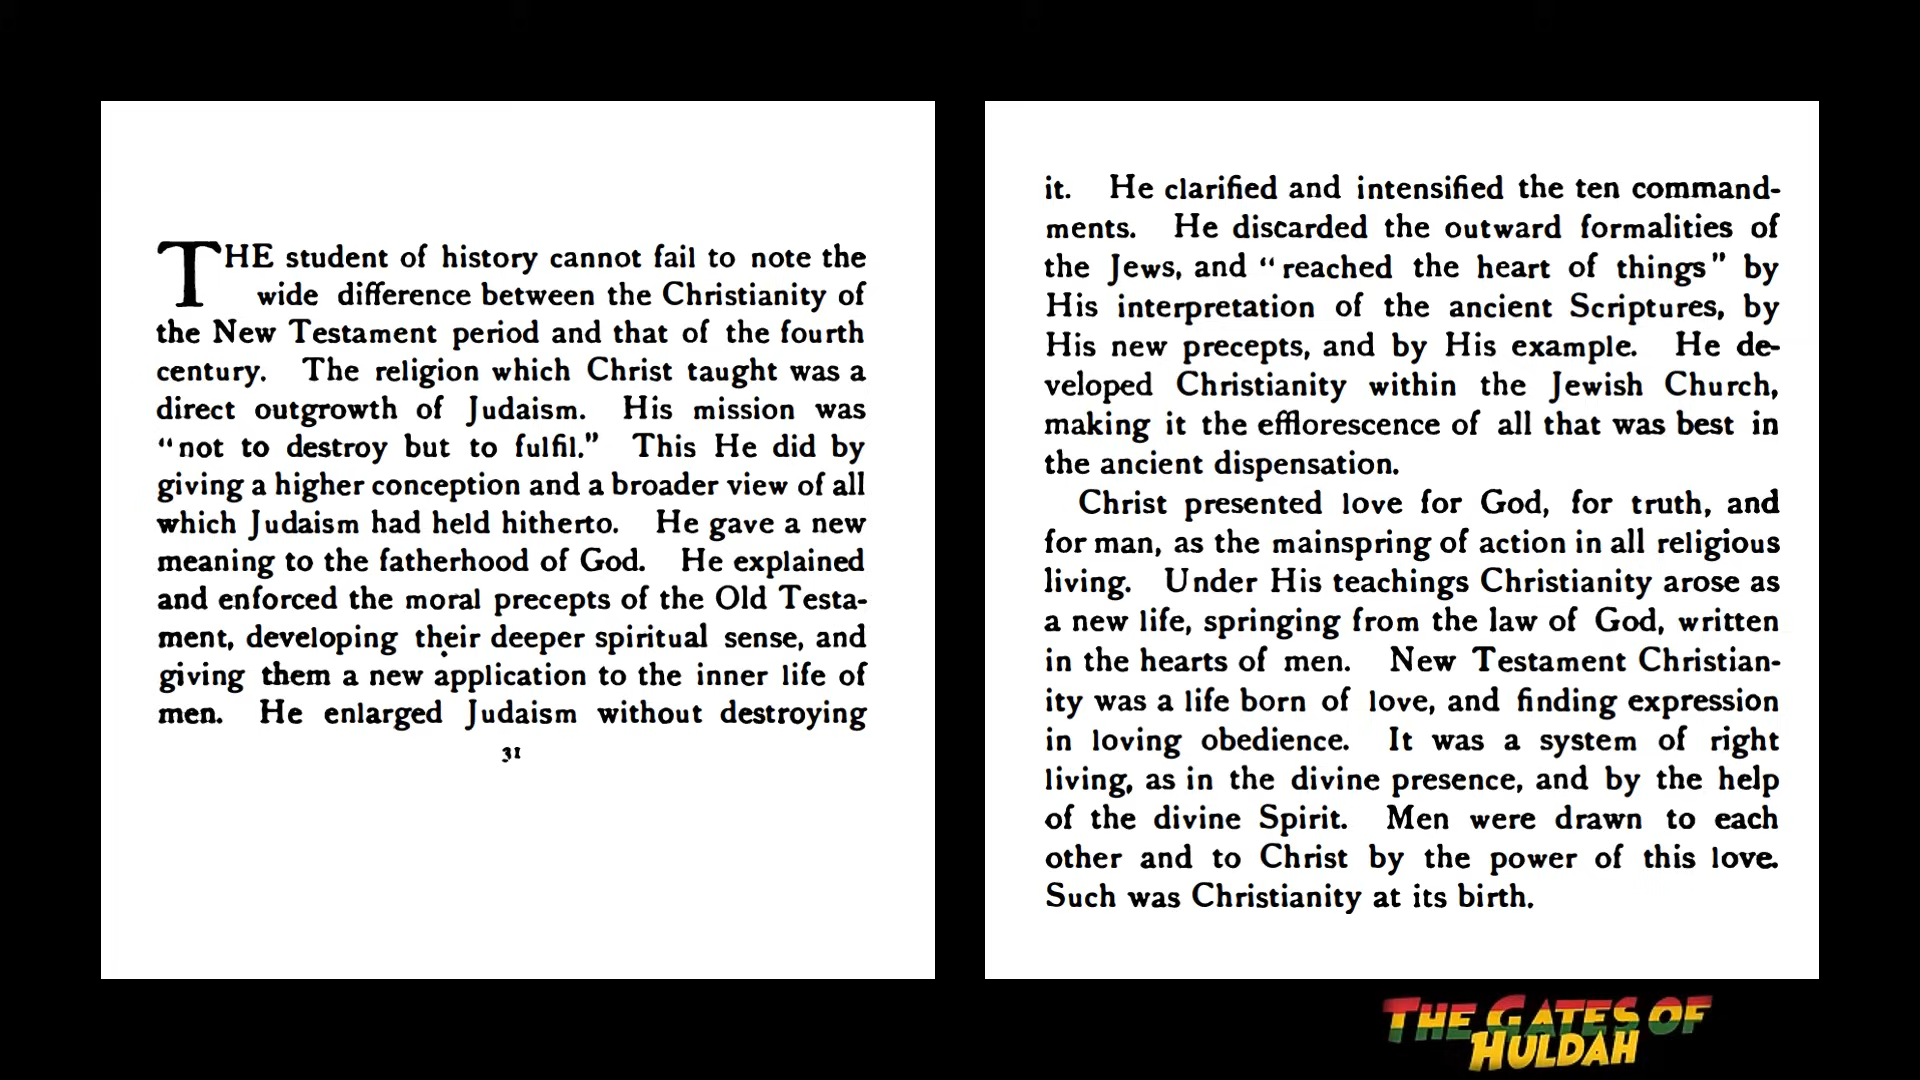 THE student of history cannot fail to note the
wide difference between the Christianity of
the New Testament period and that of the fourth
century. The religion which Christ taught was a
direct outgrowth of Judaism. His mission was
“not to destroy but to fulfil.” This He did by
giving a higher conception and a broader view of all
which Judaism had held hitherto. He gave a new
meaning to the fatherhood of God. He explained
and enforced the moral precepts of the Old Testa-
ment, developing their deeper spiritual sense, and
giving them a new application to the inner life of
men. He enlarged Judaism without destroying
31
it. He clarified and intensified the ten command-
ments. He discarded the outward formalities of
the Jews, and “reached the heart of things” by
His interpretation of the ancient Scriptures, by
His new precepts, and by His example. He de-
veloped Christianity within the Jewish Church,
making it the efflorescence of all that was best in
the ancient dispensation.
Christ presented love for God, for truth, and
for man, as the mainspring of action in all religious
living. Under His teachings Christianity arose as
a new life, springing from the law of God, written
in the hearts of men. New Testament Christian-
ity was a life born of love, and finding expression
in loving obedience. It was a system of right
living, as in the divine presence, and by the help
of the divine Spirit. Men were drawn to each
other and to Christ by the power of this love.
Such was Christianity at its birth.
THE GATES OF
HULDAH